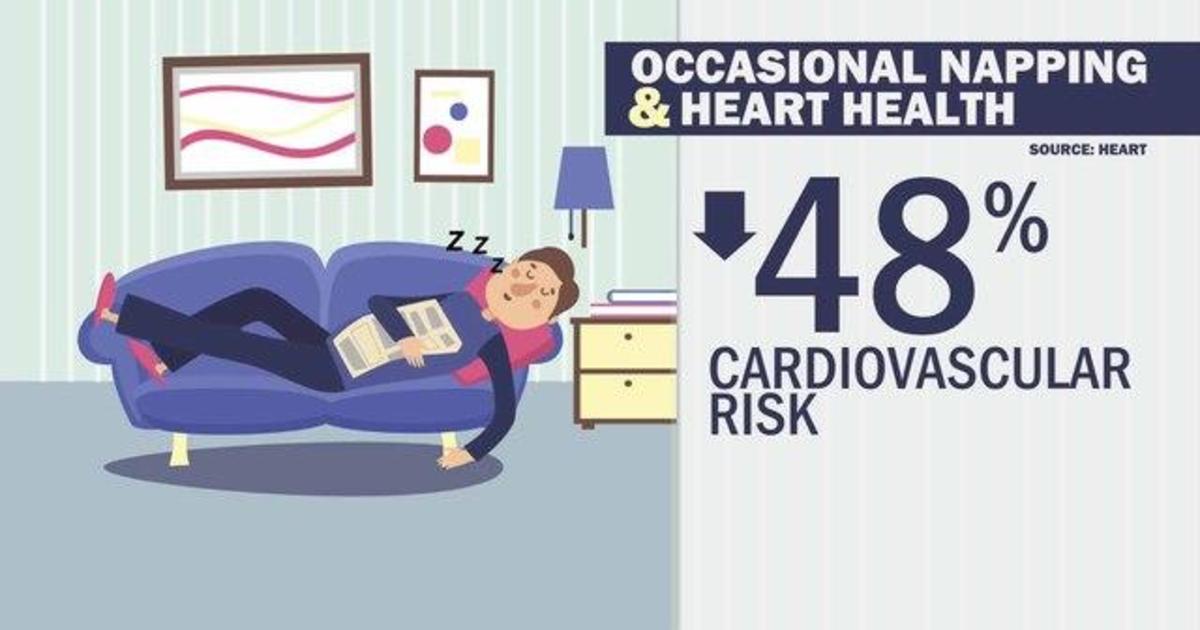 OCCASIONAL NAPPING
& HEART HEALTH
SOURCE: HEART
48%
CARDIOVASCULAR
RISK
Z Z Z